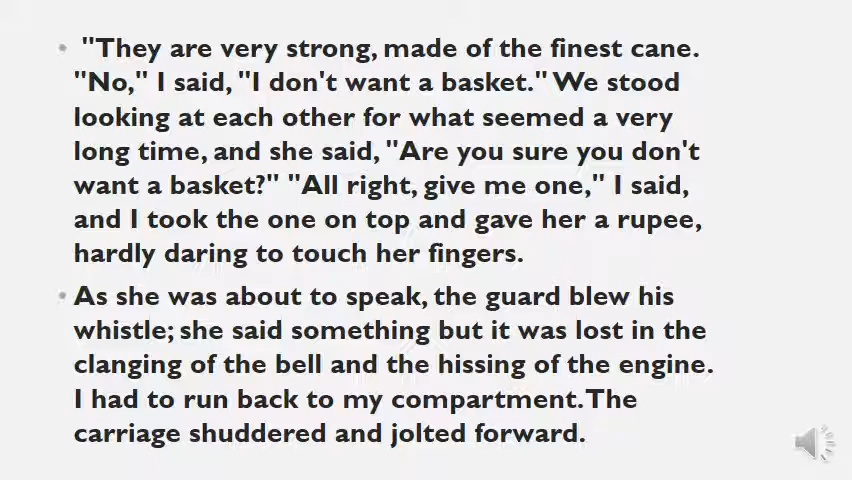 • "They are very strong, made of the finest cane.
"No," I said, "I don't want a basket." We stood
looking at each other for what seemed a very
long time, and she said, "Are you sure you don't
want a basket?" "All right, give me one," I said,
and I took the one on top and gave her a rupee,
hardly daring to touch her fingers.
• As she was about to speak, the guard blew his
whistle; she said something but it was lost in the
clanging of the bell and the hissing of the engine.
I had to run back to my compartment. The
carriage shuddered and jolted forward.